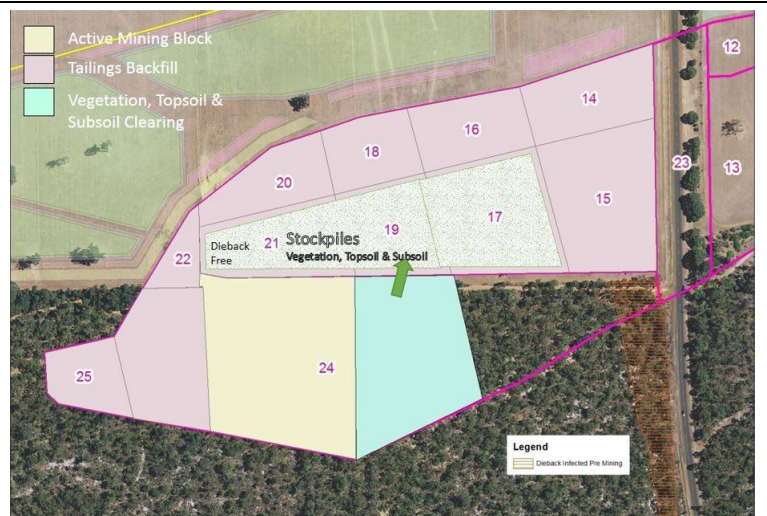 Active Mining Block
Tailings Backfill
Vegetation, Topsoil &
Subsoil Clearing
12
14
16
18
20
23
13
15
17
19
21
Stockpiles
Dieback
Free
Vegetation, Topsoil & Subsoil
22
24
25
Legend
Dieback Infected Pre Mining